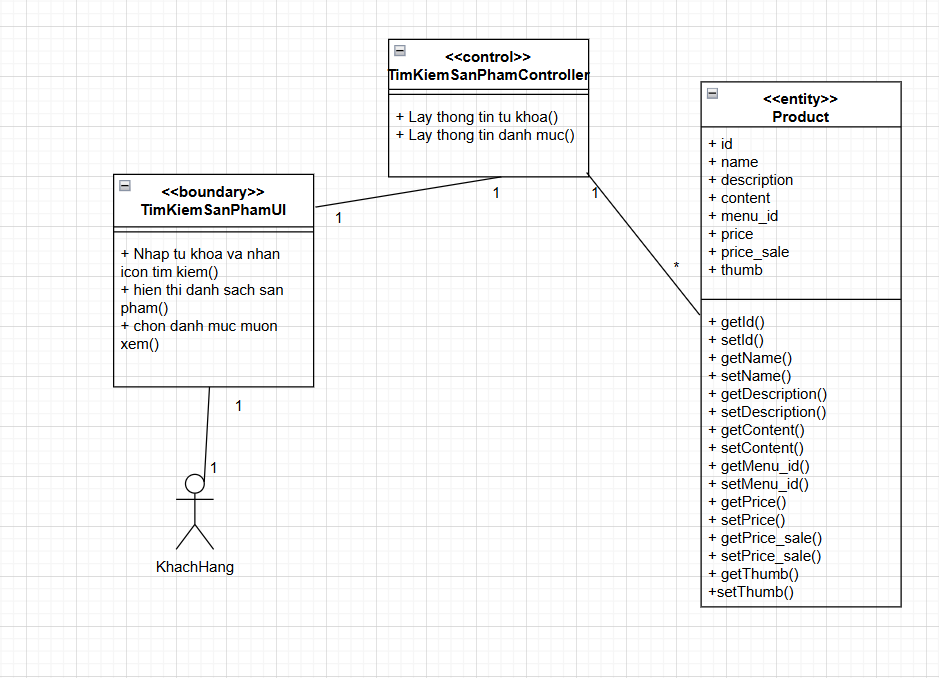 <<control>>
TimKiemSanPhamController
+ Lay thong tin tu khoa()
+ Lay thong tin danh muc()
1
1
<<boundary>>
TimKiemSanPhamUI
+ Nhap tu khoa va nhan
icon tim kiem()
+ hien thi danh sach san
pham()
+ chon danh muc muon
xem()
1
1
1
KhachHang
<<entity>>
Product
+ id
+ name
+ description
+ content
+ menu_id
+ price
+ price_sale
+ thumb
*
+ getId()
+ setId()
+ getName()
+ setName()
+ getDescription()
+ setDescription()
+ getContent()
+ setContent()
+ getMenu_id()
+ setMenu_id()
+ getPrice()
+ setPrice()
+ getPrice_sale()
+ setPrice_sale()
+ getThumb()
+setThumb()